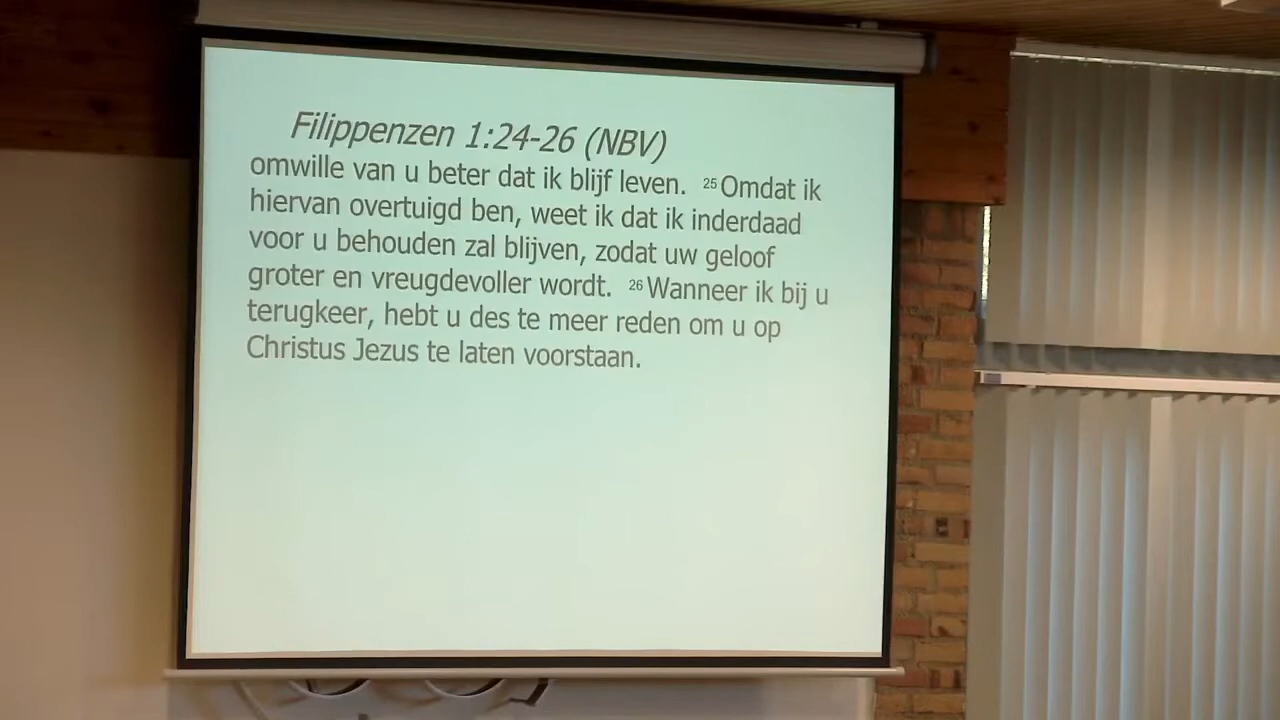 Filippenzen 1:24-26 (NBV)
omwille van u beter dat ik blijf leven. 25 Omdat ik
hiervan overtuigd ben, weet ik dat ik inderdaad
voor u behouden zal blijven, zodat uw geloof
groter en vreugdevoller wordt. 26 Wanneer ik bij u
terugkeer, hebt u des te meer reden om u op
Christus Jezus te laten voorstaan.